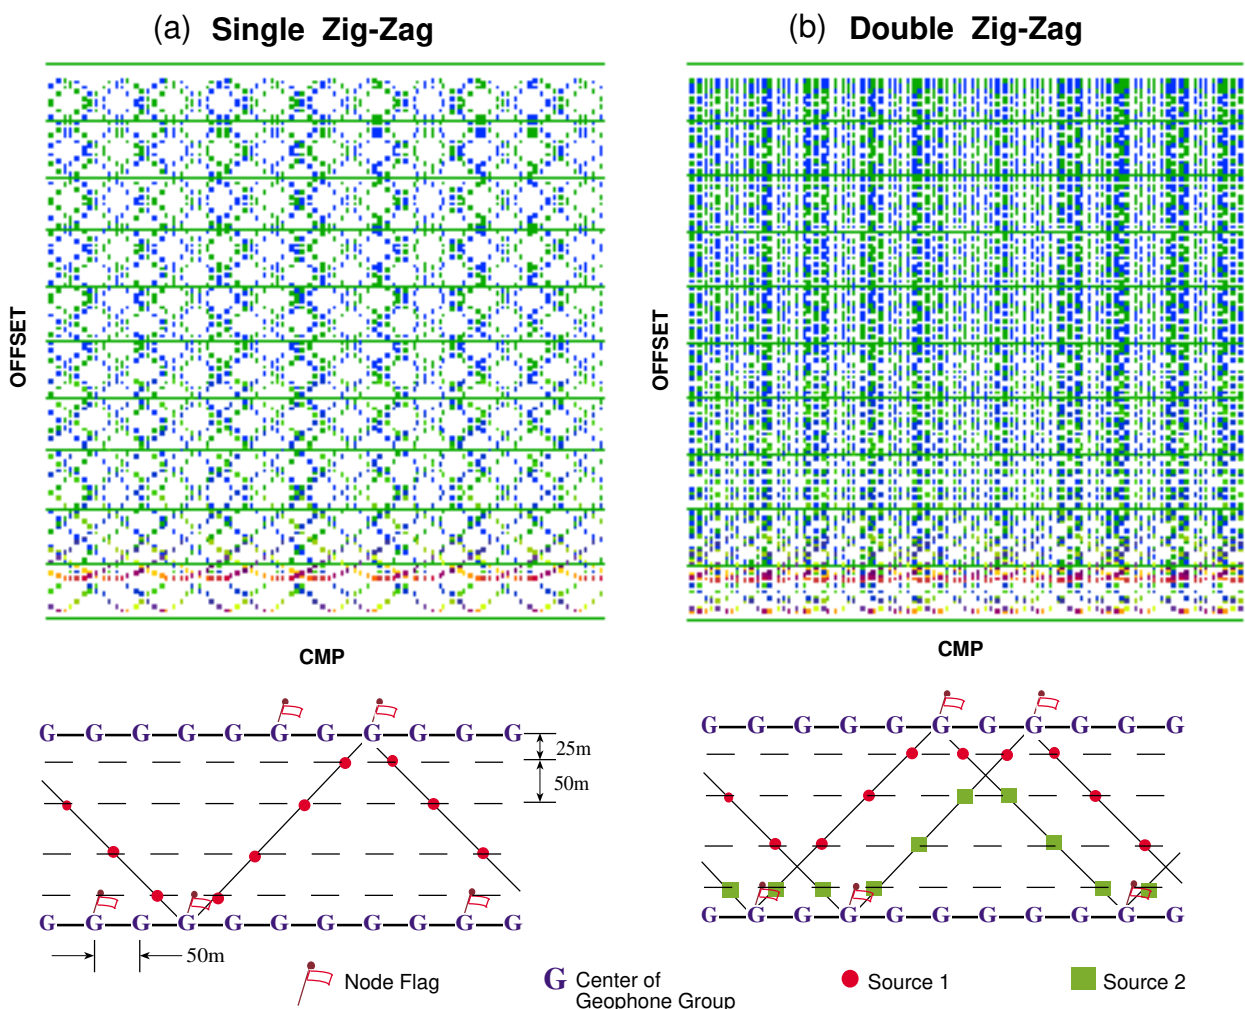 (a) Single Zig-Zag
(b) Double Zig-Zag
OFFSET
OFFSET
CMP
CMP
G G G G G G G G G G G
25m
50m
G G G G G G G G G G G
50m
G G G G G G G G G G G
G G G G G G G G G G G
Node Flag
G Center of
Geophone Group
Source 1
Source 2